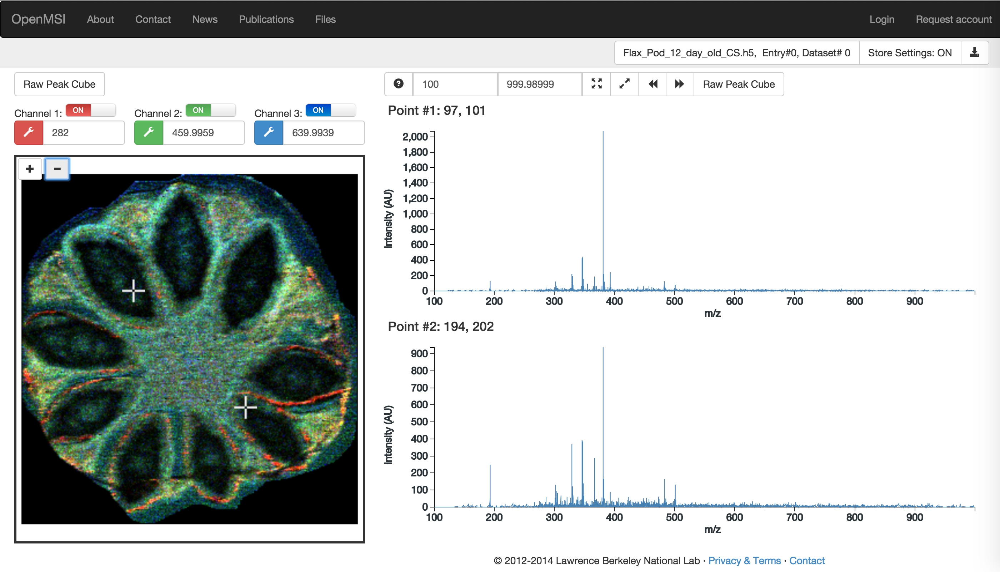 OpenMSI About Contact News Publications Files Login Request account
Flax_Pod_12_day_old_CS.h5, Entry#0, Dataset# 0 Store Settings: ON
Raw Peak Cube
Channel 1: ON Channel 2: ON Channel 3: ON
282 459.9959 639.9939
+ −
? 100 999.98999 Raw Peak Cube
Point #1: 97, 101
intensity (AU)
2,000
1,800
1,600
1,400
1,200
1,000
800
600
400
200
0
100 200 300 400 500 600 700 800 900
m/z
Point #2: 194, 202
intensity (AU)
900
800
700
600
500
400
300
200
100
0
100 200 300 400 500 600 700 800 900
m/z
© 2012-2014 Lawrence Berkeley National Lab · Privacy & Terms · Contact